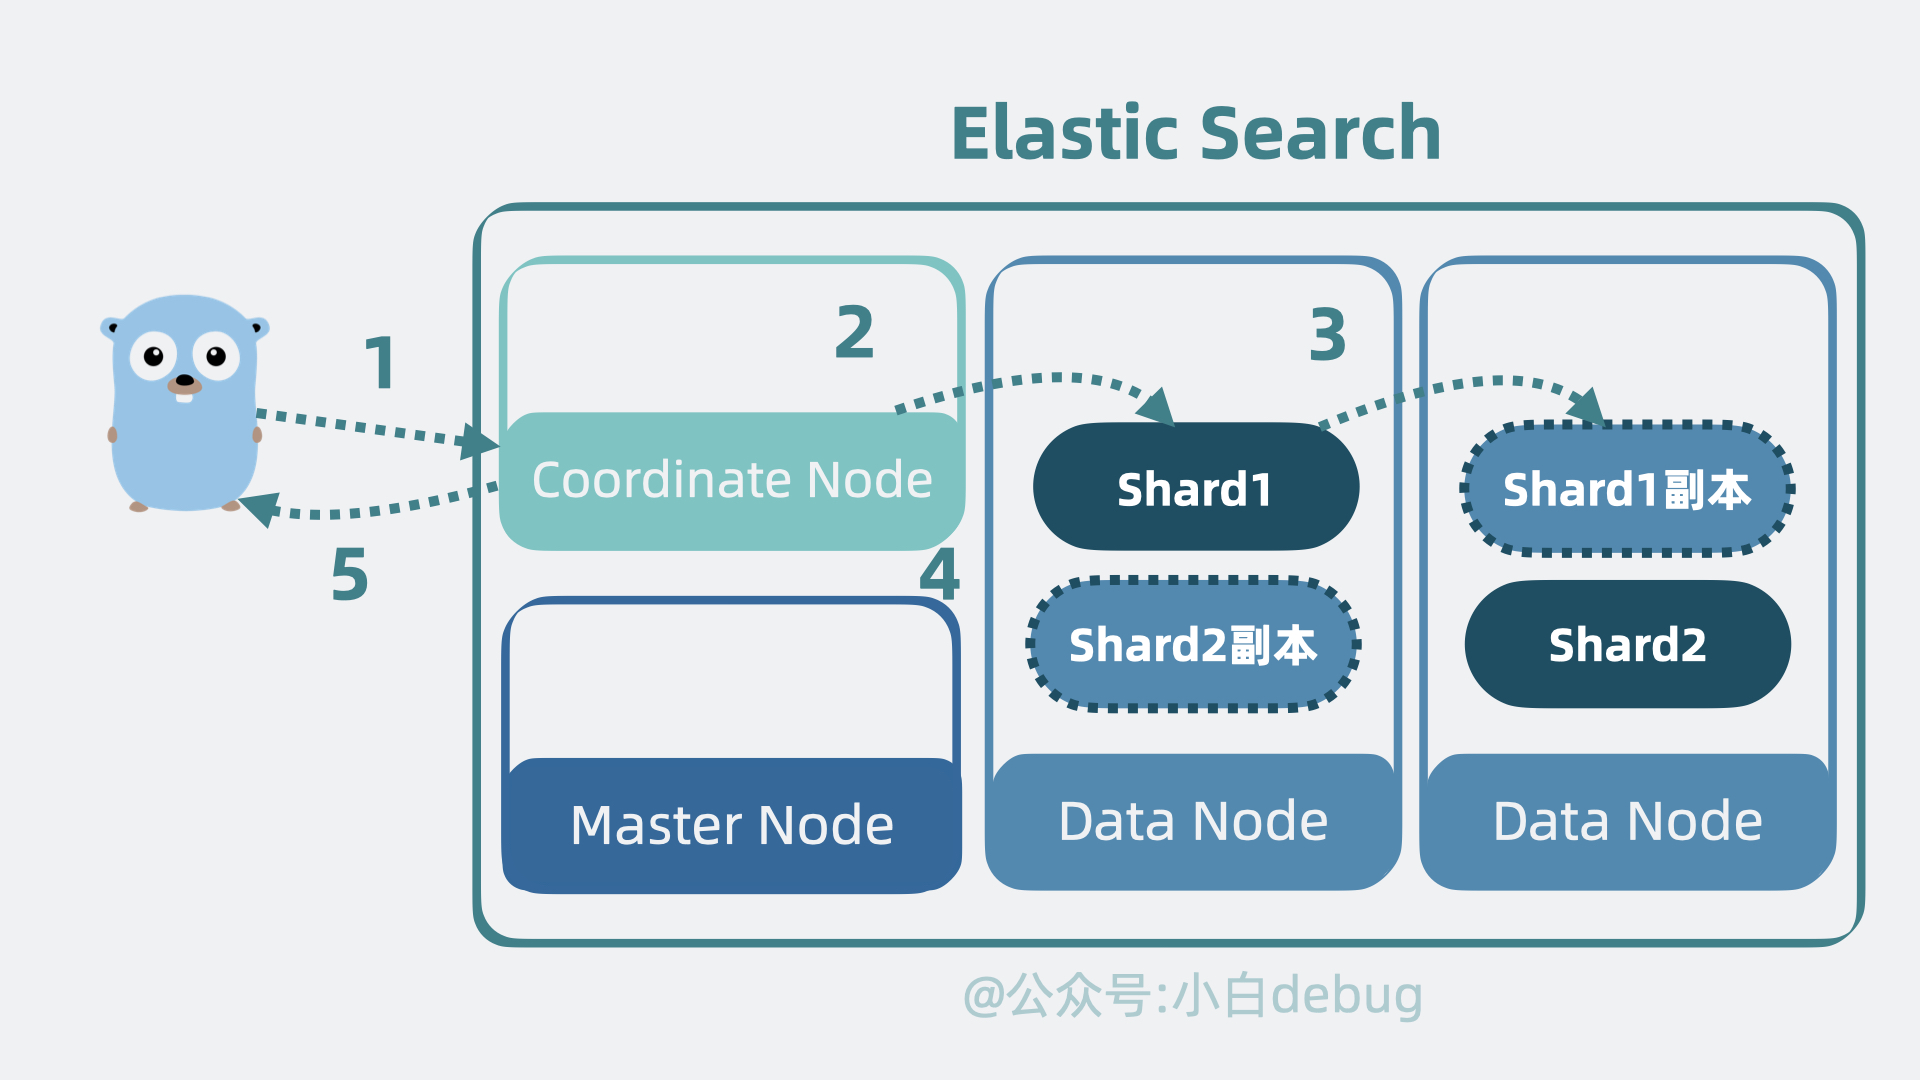 Elastic Search
1
2
3
Coordinate Node
Shard1
Shard1副本
5
4
Shard2副本
Shard2
Master Node
Data Node
Data Node
@公众号:小白debug